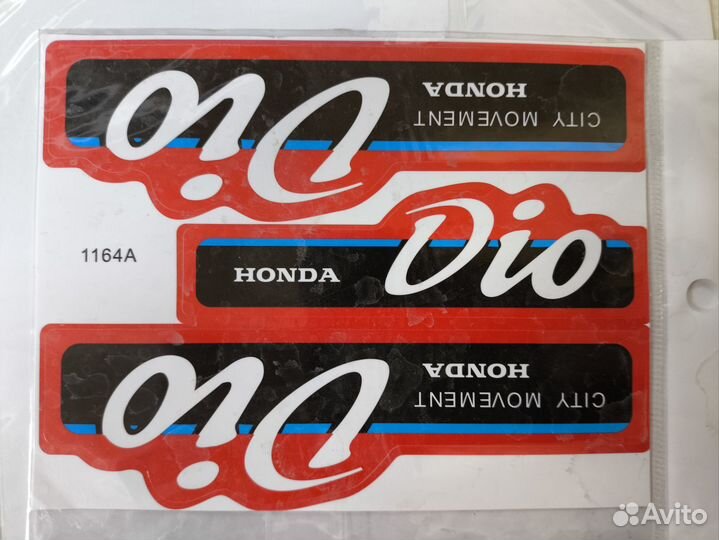 CITY MOVEMENT
HONDA
Dio
1164A
HONDA Dio
CITY MOVEMENT
HONDA
Dio
Avito